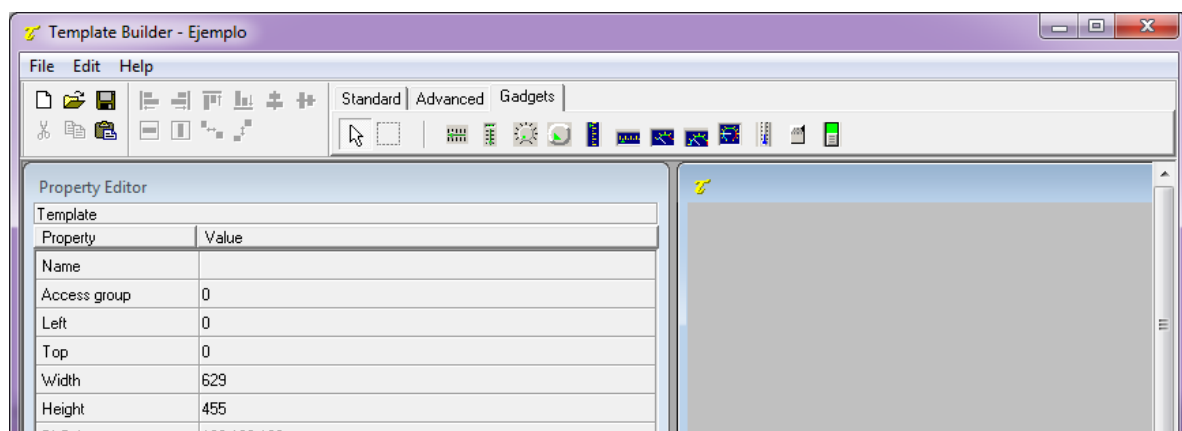 Template Builder - Ejemplo
File Edit Help
Standard Advanced Gadgets
Property Editor
Template
Property Value
Name
Access group 0
Left 0
Top 0
Width 629
Height 455